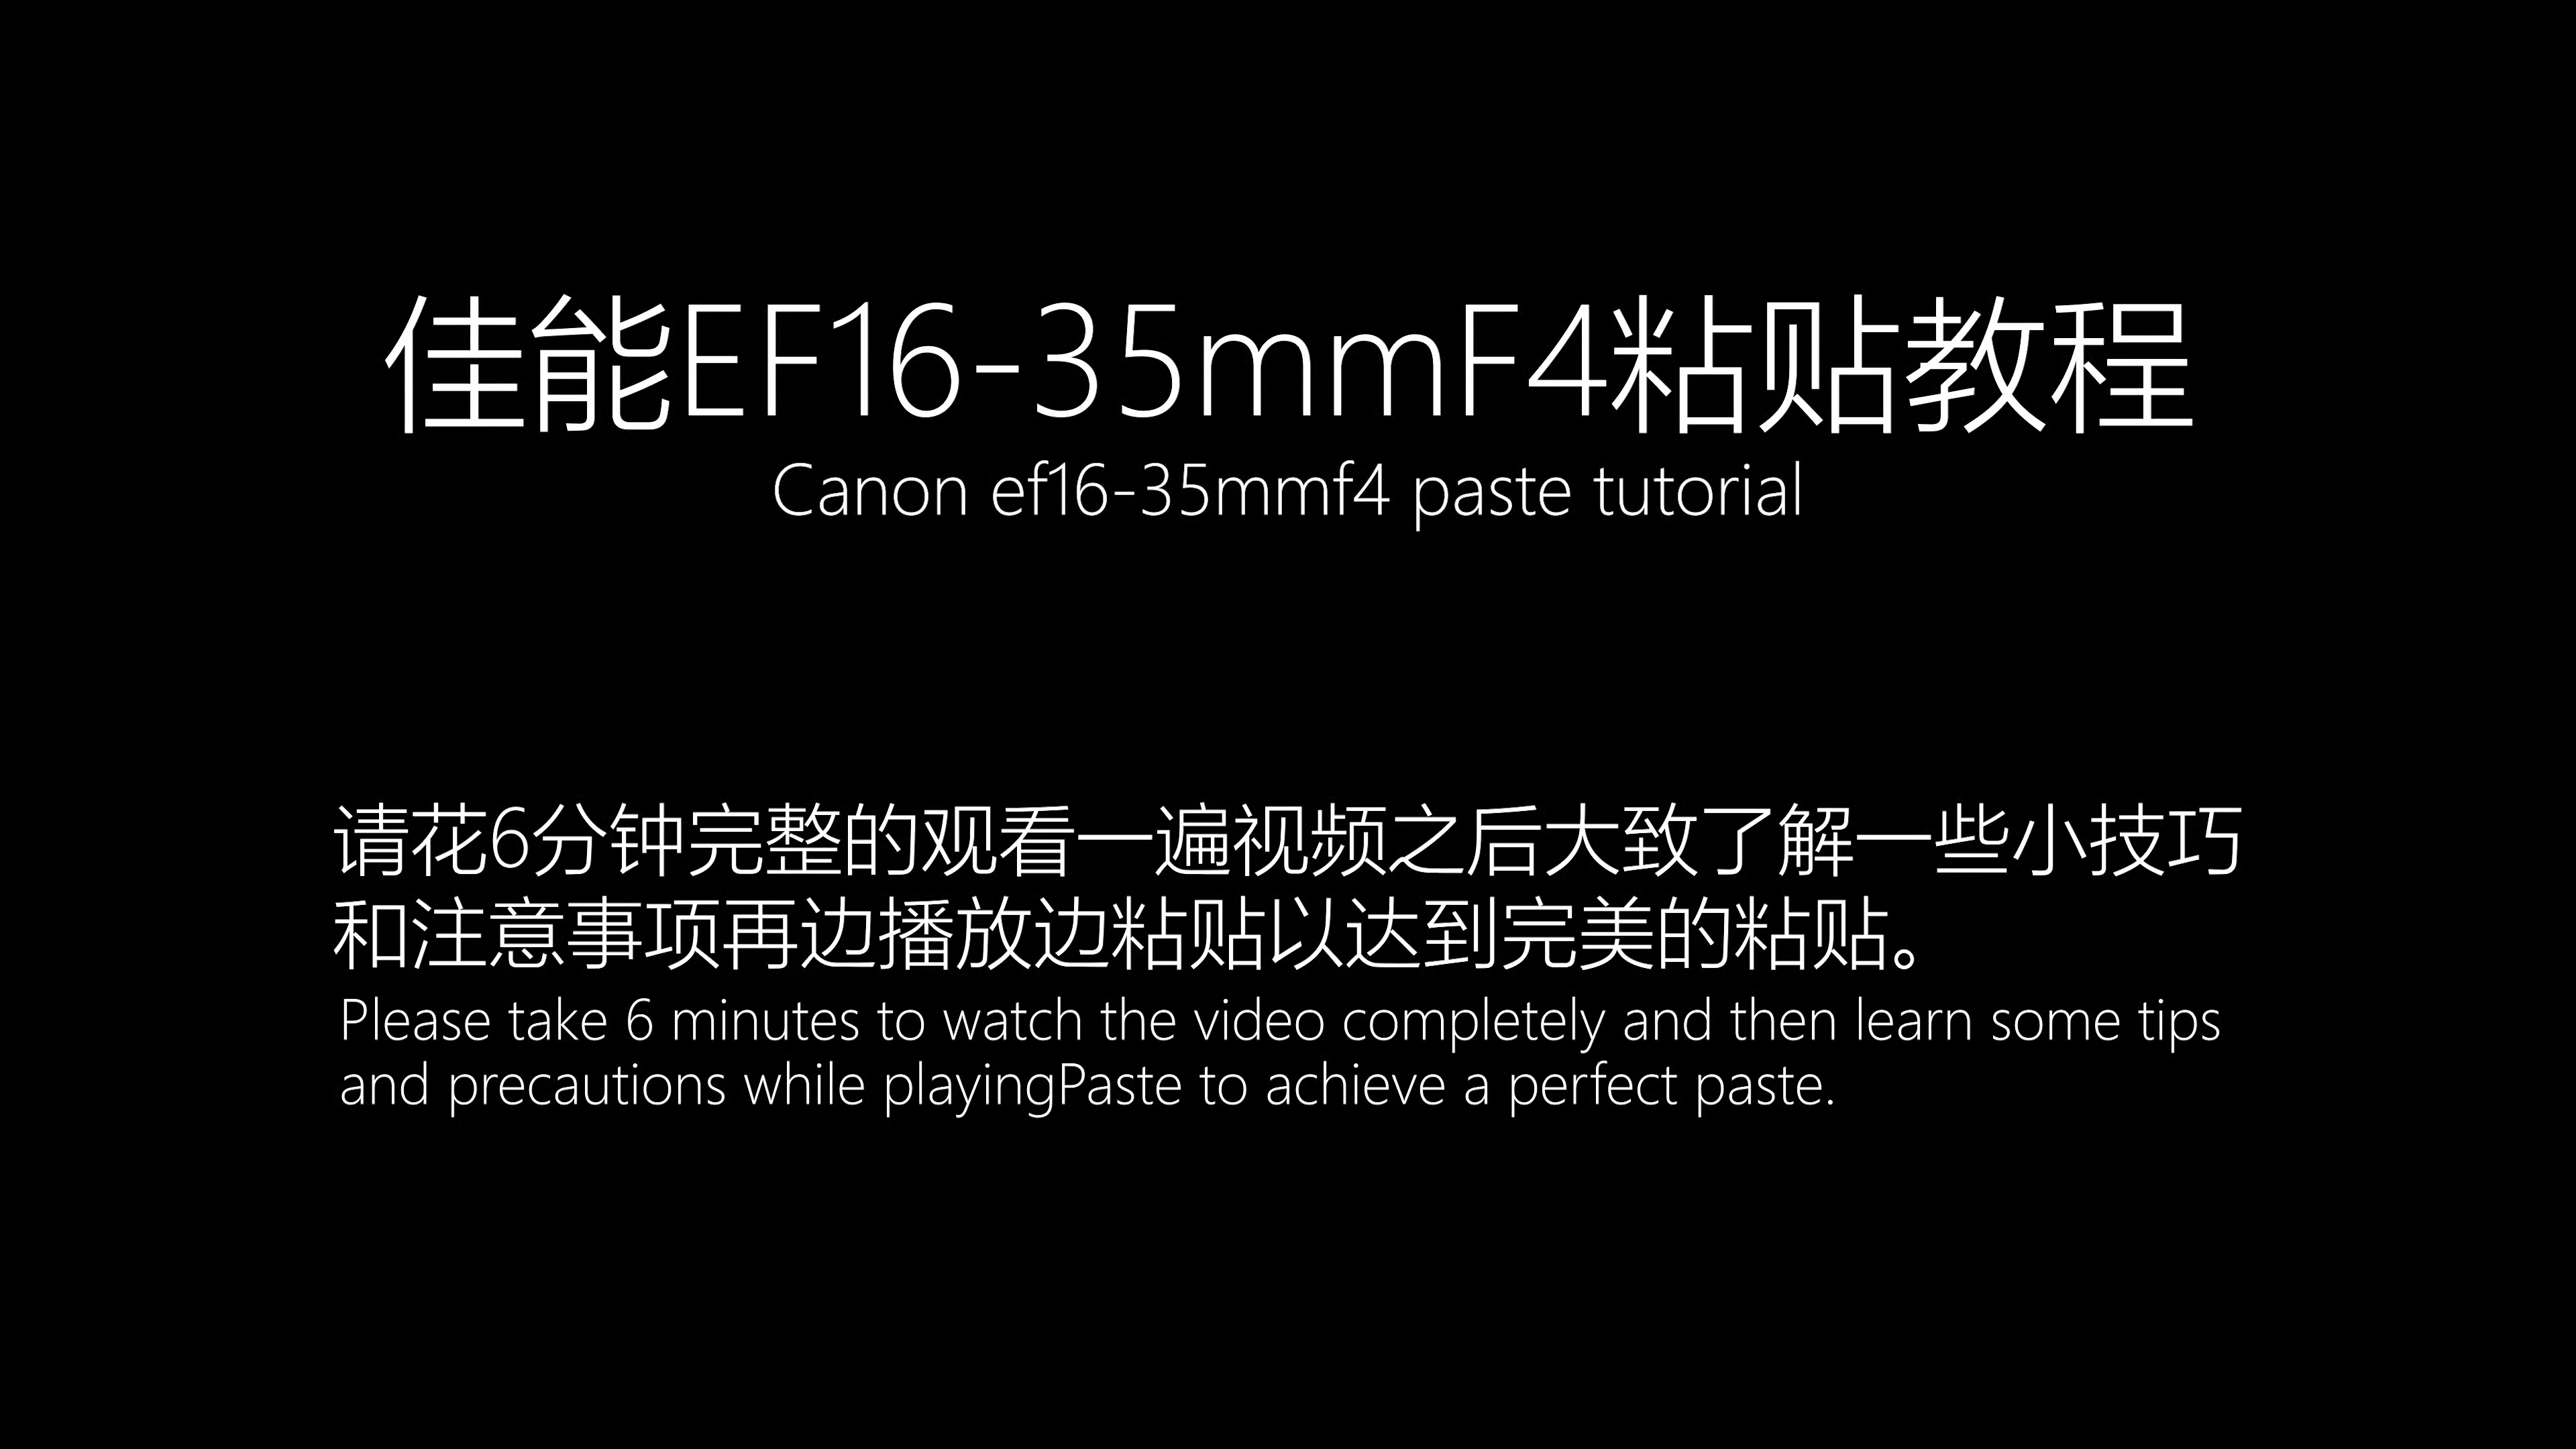 佳能EF16-35mmF4粘贴教程
Canon ef16-35mmf4 paste tutorial
请花6分钟完整的观看一遍视频之后大致了解一些小技巧
和注意事项再边播放边粘贴以达到完美的粘贴。
Please take 6 minutes to watch the video completely and then learn some tips
and precautions while playingPaste to achieve a perfect paste.